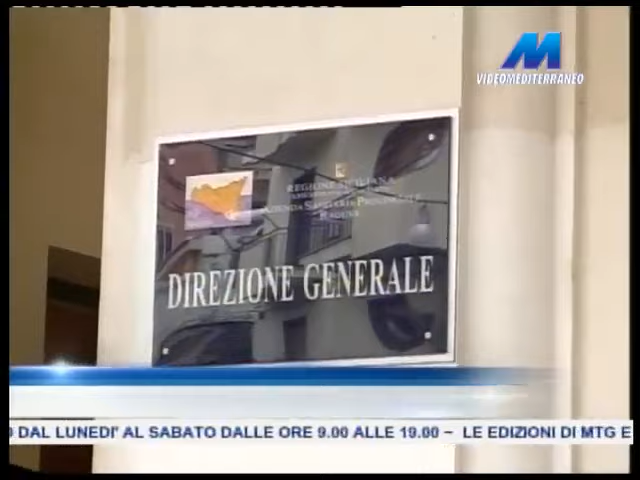 M
VIDEOMEDITERRANEO
REGIONE SICILIANA
AZIENDA SANITARIA PROVINCIALE
RAGUSA
DIREZIONE GENERALE
DAL LUNEDI' AL SABATO DALLE ORE 9.00 ALLE 19.00 – LE EDIZIONI DI MTG E